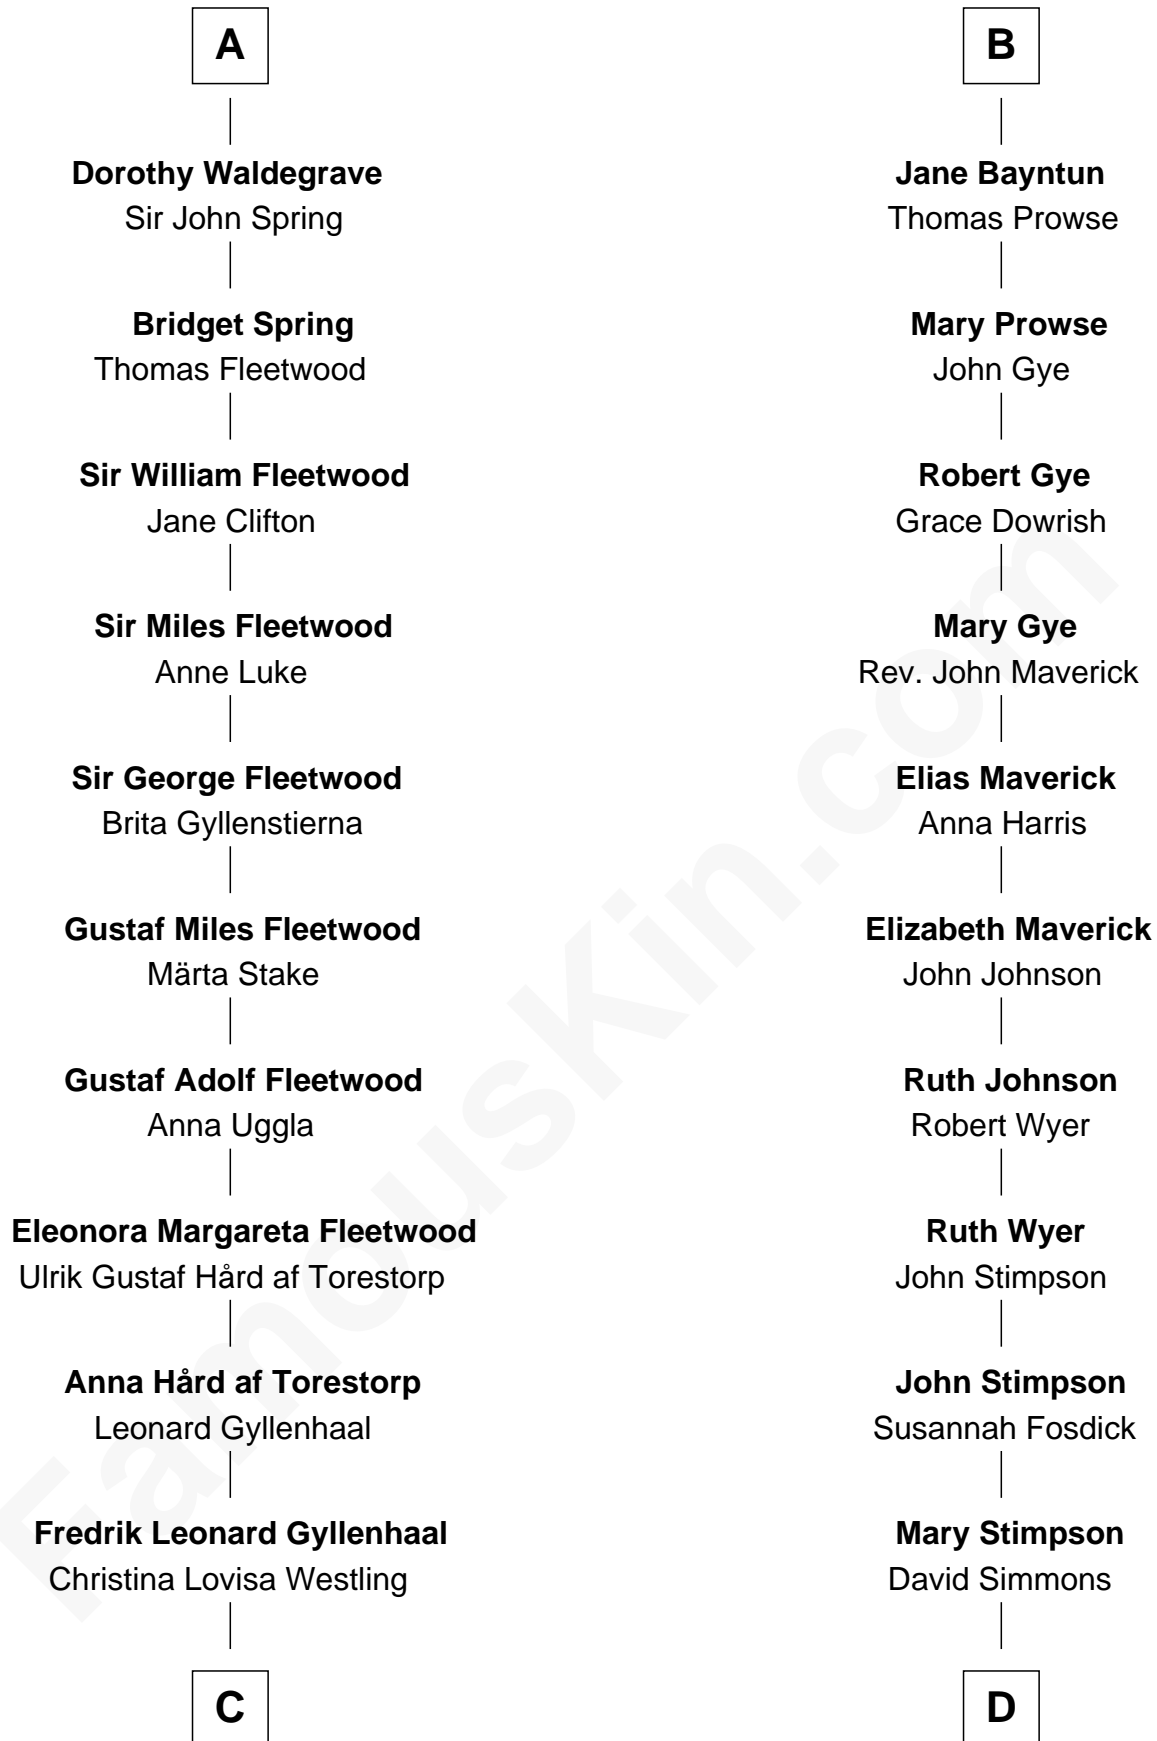 A
Dorothy Waldegrave
Sir John Spring
Bridget Spring
Thomas Fleetwood
Sir William Fleetwood
Jane Clifton
Sir Miles Fleetwood
Anne Luke
Sir George Fleetwood
Brita Gyllenstierna
Gustaf Miles Fleetwood
Märta Stake
Gustaf Adolf Fleetwood
Anna Uggla
Eleonora Margareta Fleetwood
Ulrik Gustaf Hård af Torestorp
Anna Hård af Torestorp
Leonard Gyllenhaal
Fredrik Leonard Gyllenhaal
Christina Lovisa Westling
C
B
Jane Bayntun
Thomas Prowse
Mary Prowse
John Gye
Robert Gye
Grace Dowrish
Mary Gye
Rev. John Maverick
Elias Maverick
Anna Harris
Elizabeth Maverick
John Johnson
Ruth Johnson
Robert Wyer
Ruth Wyer
John Stimpson
John Stimpson
Susannah Fosdick
Mary Stimpson
David Simmons
D
FamousKin.com